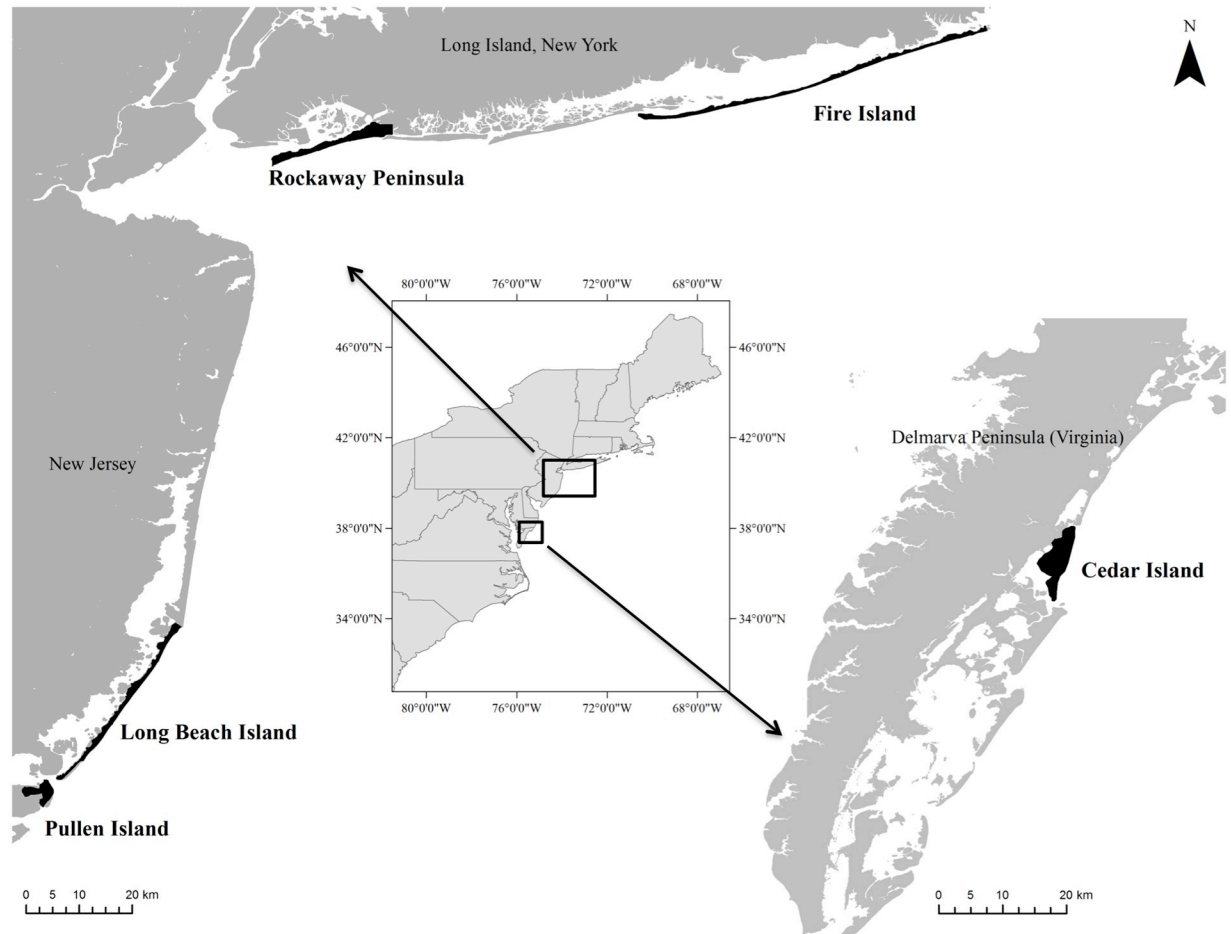 Long Island, New York
N
Fire Island
Rockaway Peninsula
80°0'0"W 76°0'0"W 72°0'0"W 68°0'0"W
46°0'0"N 46°0'0"N
42°0'0"N 42°0'0"N
Delmarva Peninsula (Virginia)
New Jersey
38°0'0"N 38°0'0"N
Cedar Island
34°0'0"N 34°0'0"N
80°0'0"W 76°0'0"W 72°0'0"W 68°0'0"W
Long Beach Island
Pullen Island
0 5 10 20 km
0 5 10 20 km